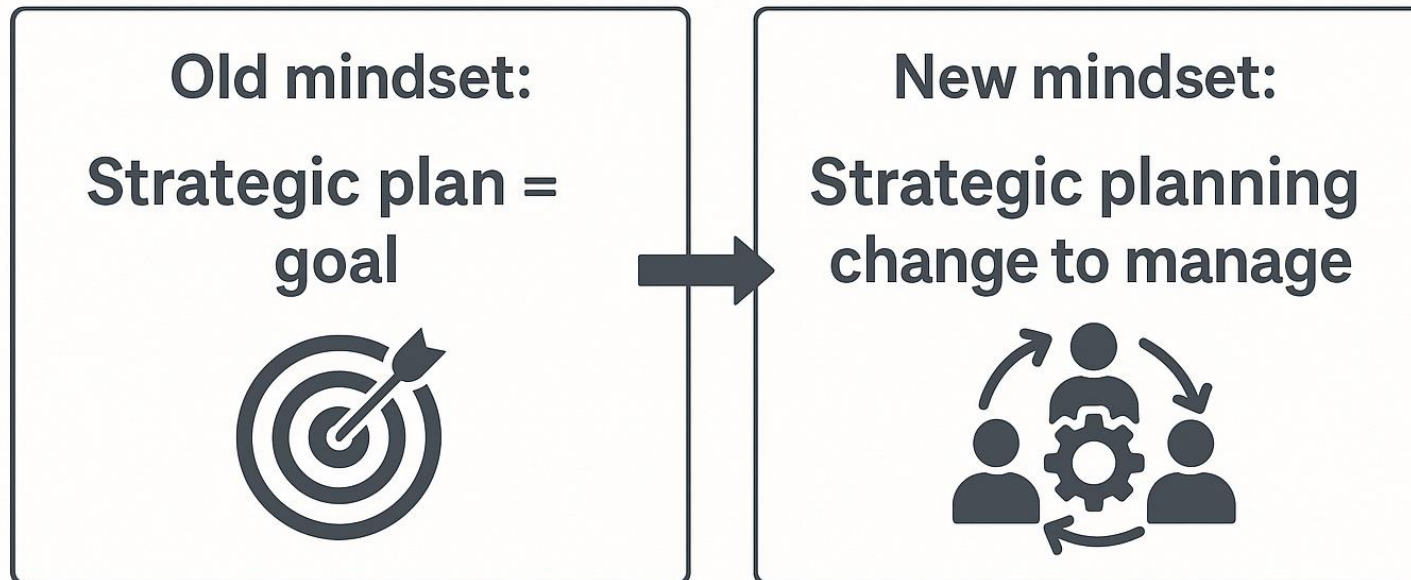 Old mindset:
Strategic plan =
goal
New mindset:
Strategic planning
change to manage